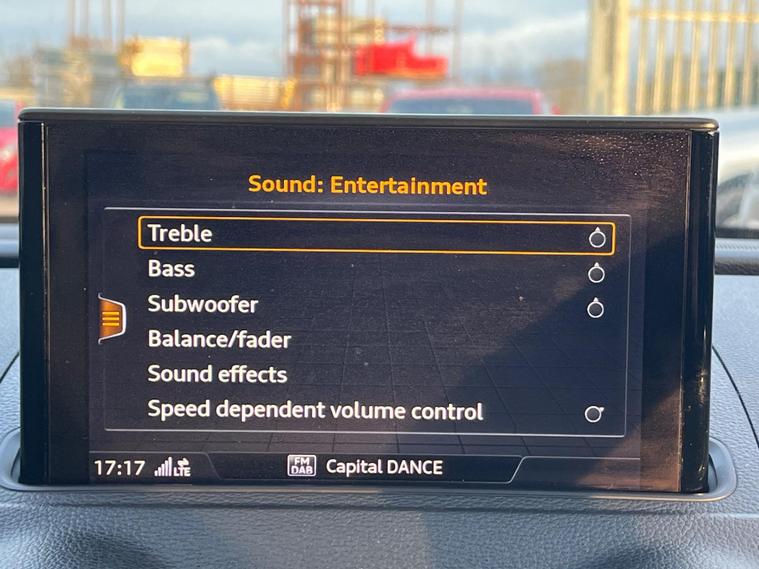 Sound: Entertainment
Treble
Bass
Subwoofer
Balance/fader
Sound effects
Speed dependent volume control
17:17 LTE FM DAB Capital DANCE